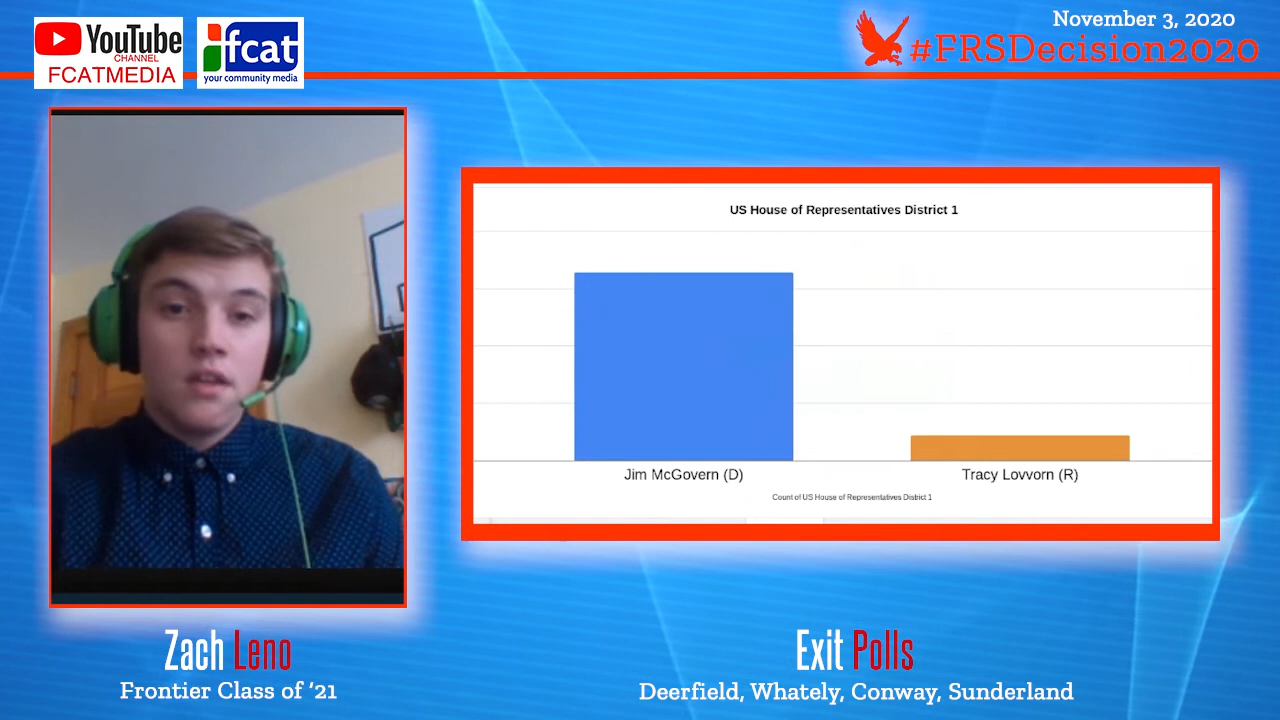 YouTube
CHANNEL
FCATMEDIA
fcat
your community media
November 3, 2020
#FRSDecision2020
US House of Representatives District 1
Jim McGovern (D)
Tracy Lovvorn (R)
Count of US House of Representatives District 1
Zach Leno
Frontier Class of ’21
Exit Polls
Deerfield, Whately, Conway, Sunderland